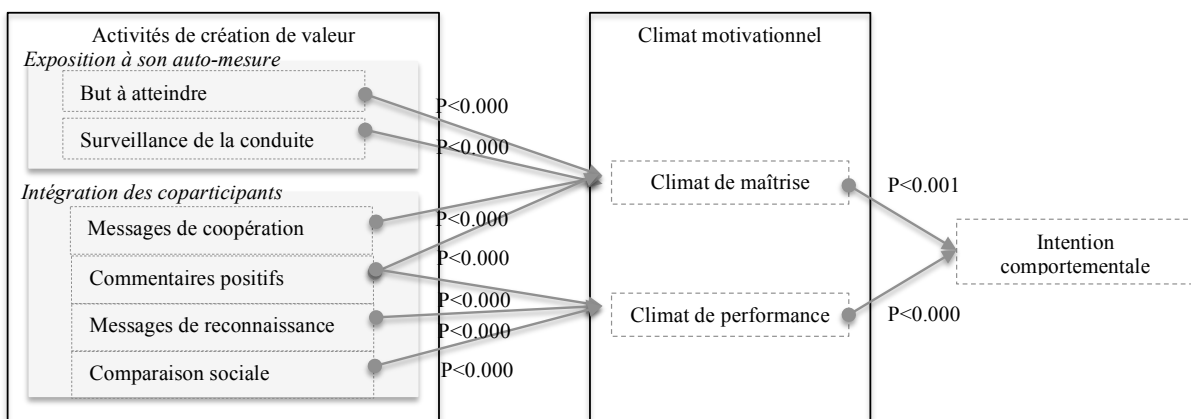 Activités de création de valeur
Exposition à son auto-mesure
But à atteindre
P<0.000
Surveillance de la conduite
P<0.000
Intégration des coparticipants
Messages de coopération
P<0.000
Commentaires positifs
P<0.000
P<0.000
Messages de reconnaissance
P<0.000
Comparaison sociale
P<0.000
Climat motivationnel
Climat de maîtrise
P<0.001
Climat de performance
P<0.000
Intention
comportementale